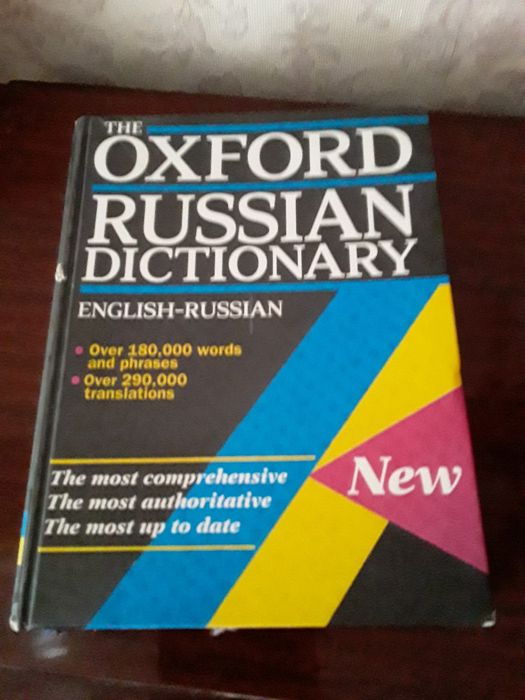 THE
OXFORD
RUSSIAN
DICTIONARY
ENGLISH-RUSSIAN
• Over 180,000 words
and phrases
• Over 290,000
translations
The most comprehensive
The most authoritative
The most up to date
New